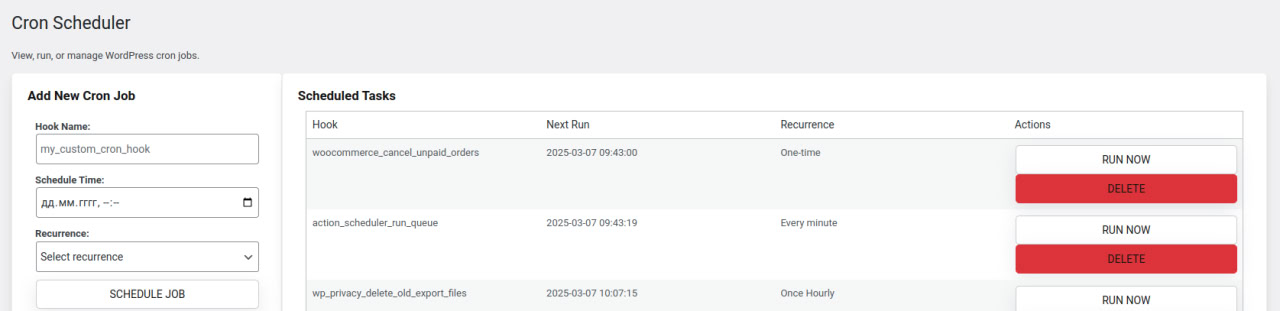 Cron Scheduler
View, run, or manage WordPress cron jobs.
Add New Cron Job
Hook Name:
my_custom_cron_hook
Schedule Time:
дд.мм.гггг, --:--
Recurrence:
Select recurrence
SCHEDULE JOB
Scheduled Tasks
Hook Next Run Recurrence Actions
woocommerce_cancel_unpaid_orders 2025-03-07 09:43:00 One-time RUN NOW
DELETE
action_scheduler_run_queue 2025-03-07 09:43:19 Every minute RUN NOW
DELETE
wp_privacy_delete_old_export_files 2025-03-07 10:07:15 Once Hourly RUN NOW